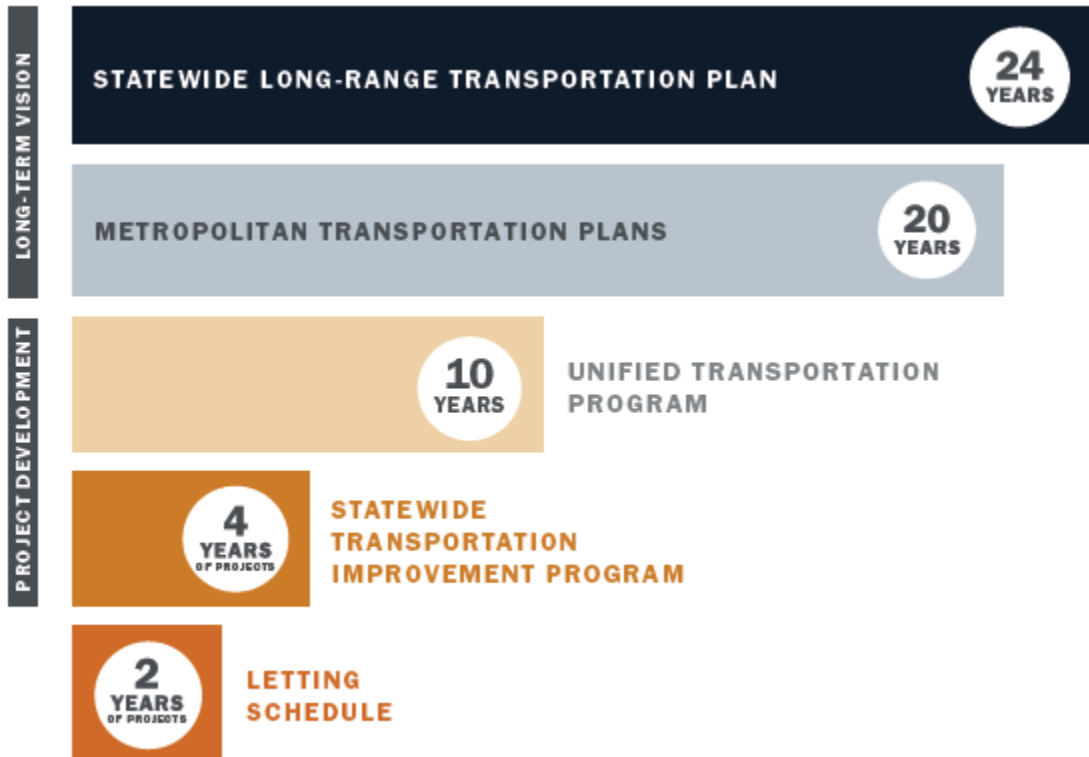 LONG-TERM VISION
STATEWIDE LONG-RANGE TRANSPORTATION PLAN
24
YEARS
METROPOLITAN TRANSPORTATION PLANS
20
YEARS
PROJECT DEVELOPMENT
10
YEARS
UNIFIED TRANSPORTATION
PROGRAM
4
YEARS
OF PROJECTS
STATEWIDE
TRANSPORTATION
IMPROVEMENT PROGRAM
2
YEARS
OF PROJECTS
LETTING
SCHEDULE